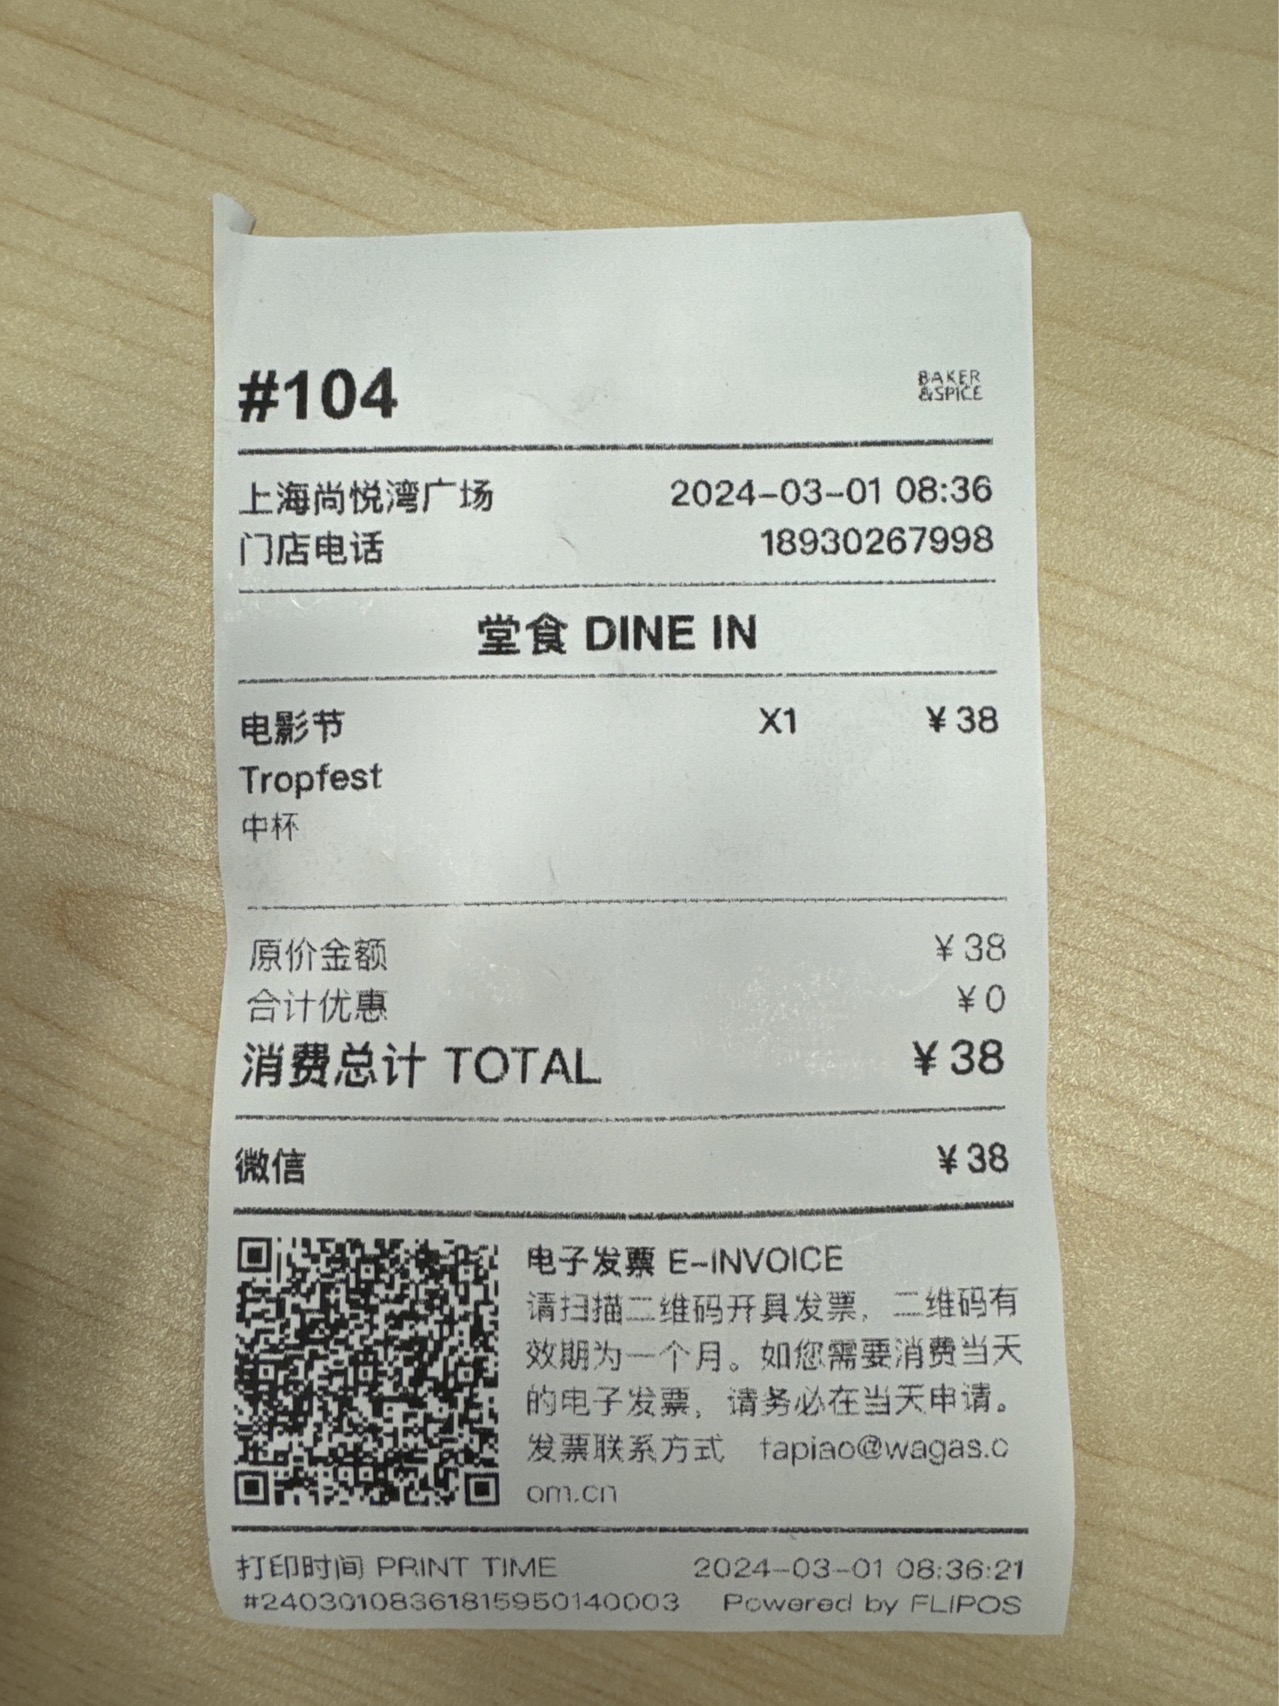 #104
BAKER
&SPICE
上海尚悦湾广场 2024-03-01 08:36
门店电话 18930267998
堂食 DINE IN
电影节 X1 ¥38
Tropfest
中杯
原价金额 ¥38
合计优惠 ¥0
消费总计 TOTAL ¥38
微信 ¥38
电子发票 E-INVOICE
请扫描二维码开具发票，二维码有
效期为一个月。如您需要消费当天
的电子发票，请务必在当天申请。
发票联系方式 fapiao@wagas.c
om.cn
打印时间 PRINT TIME 2024-03-01 08:36:21
#24030108361815950140003 Powered by FLIPOS